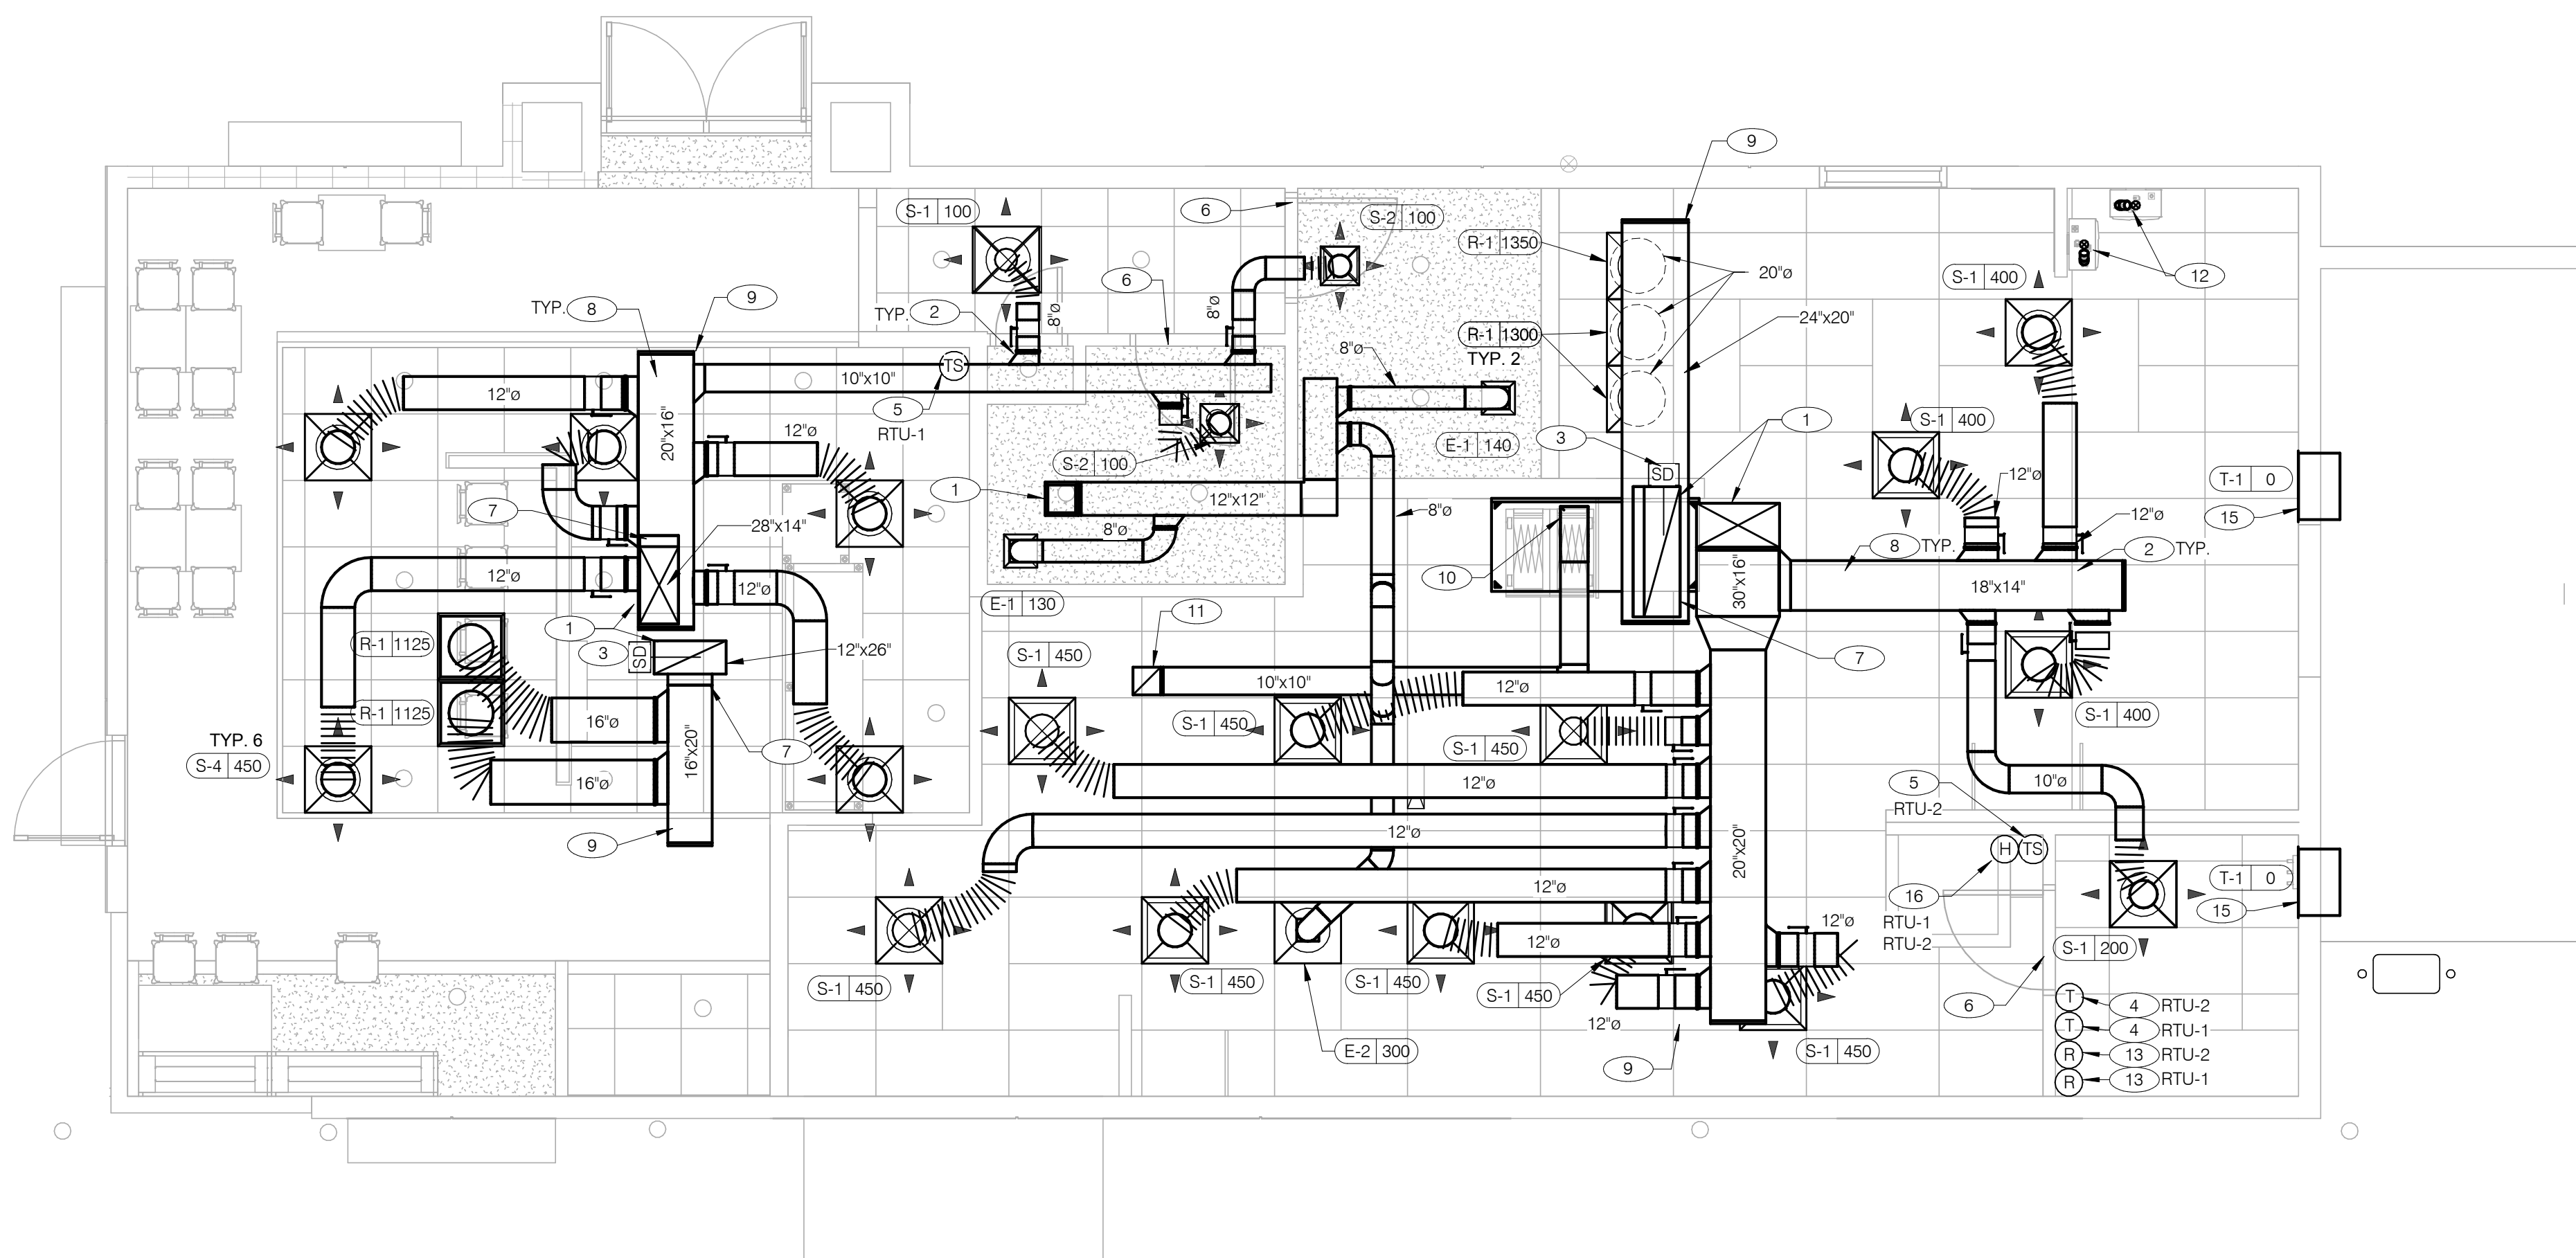 9
S-1 100
6
S-2 100
R-1 1350
20"ø
12
S-1 400
6
TYP. 8
9
TYP. 2
8"ø
8"ø
24"x20"
R-1 1300
TYP. 2
8"ø
TS
10"x10"
12"ø
5
RTU-1
20"x16"
12"ø
3
1
S-1 400
E-1 140
S-2 100
SD
12"ø
T-1 0
1
12"x12"
7
28"x14"
8"ø
8"ø
12"ø
15
8 TYP.
2 TYP.
12"ø
12"ø
10
30"x16"
18"x14"
E-1 130
11
1
3
SD
12"x26"
R-1 1125
S-1 450
7
10"x10"
12"ø
R-1 1125
16"ø
S-1 450
S-1 450
S-1 400
TYP. 6
S-4 450
16"x20"
7
16"ø
12"ø
5
RTU-2
10"ø
12"ø
9
20"x20"
H
TS
T-1 0
12"ø
16
RTU-1
RTU-2
15
12"ø
12"ø
S-1 200
S-1 450
S-1 450
S-1 450
S-1 450
6
T 4 RTU-2
12"ø
T 4 RTU-1
E-2 300
S-1 450
R 13 RTU-2
9
R 13 RTU-1